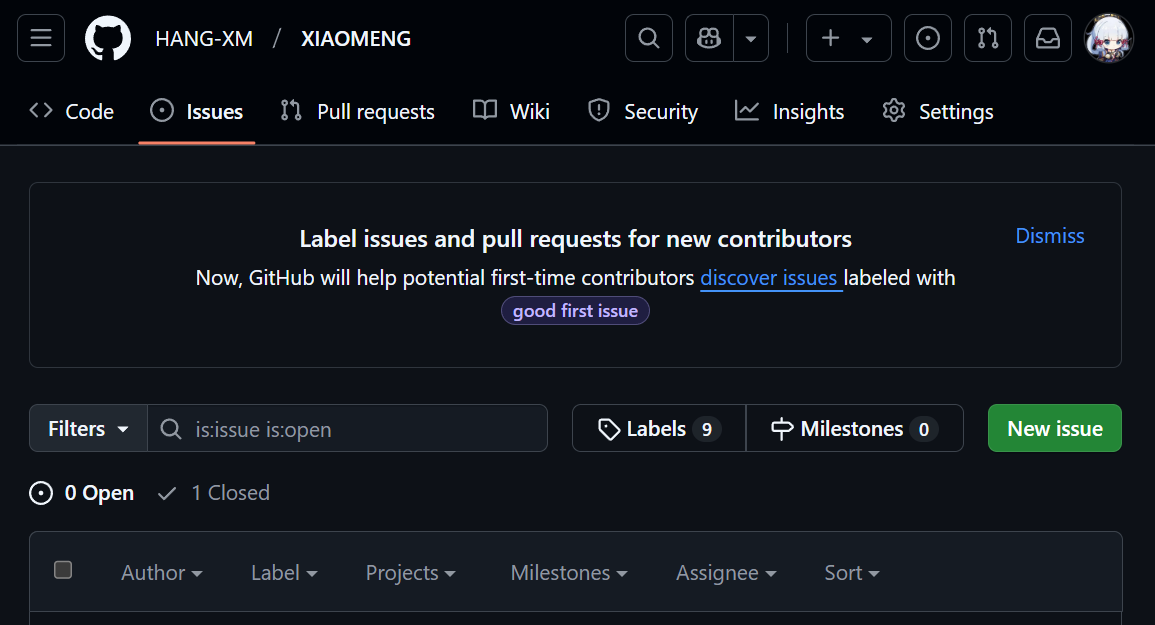 HANG-XM / XIAOMENG
Code Issues Pull requests Wiki Security Insights Settings
Label issues and pull requests for new contributors
Dismiss
Now, GitHub will help potential first-time contributors discover issues labeled with
good first issue
Filters is:issue is:open Labels 9 Milestones 0 New issue
0 Open 1 Closed
Author Label Projects Milestones Assignee Sort